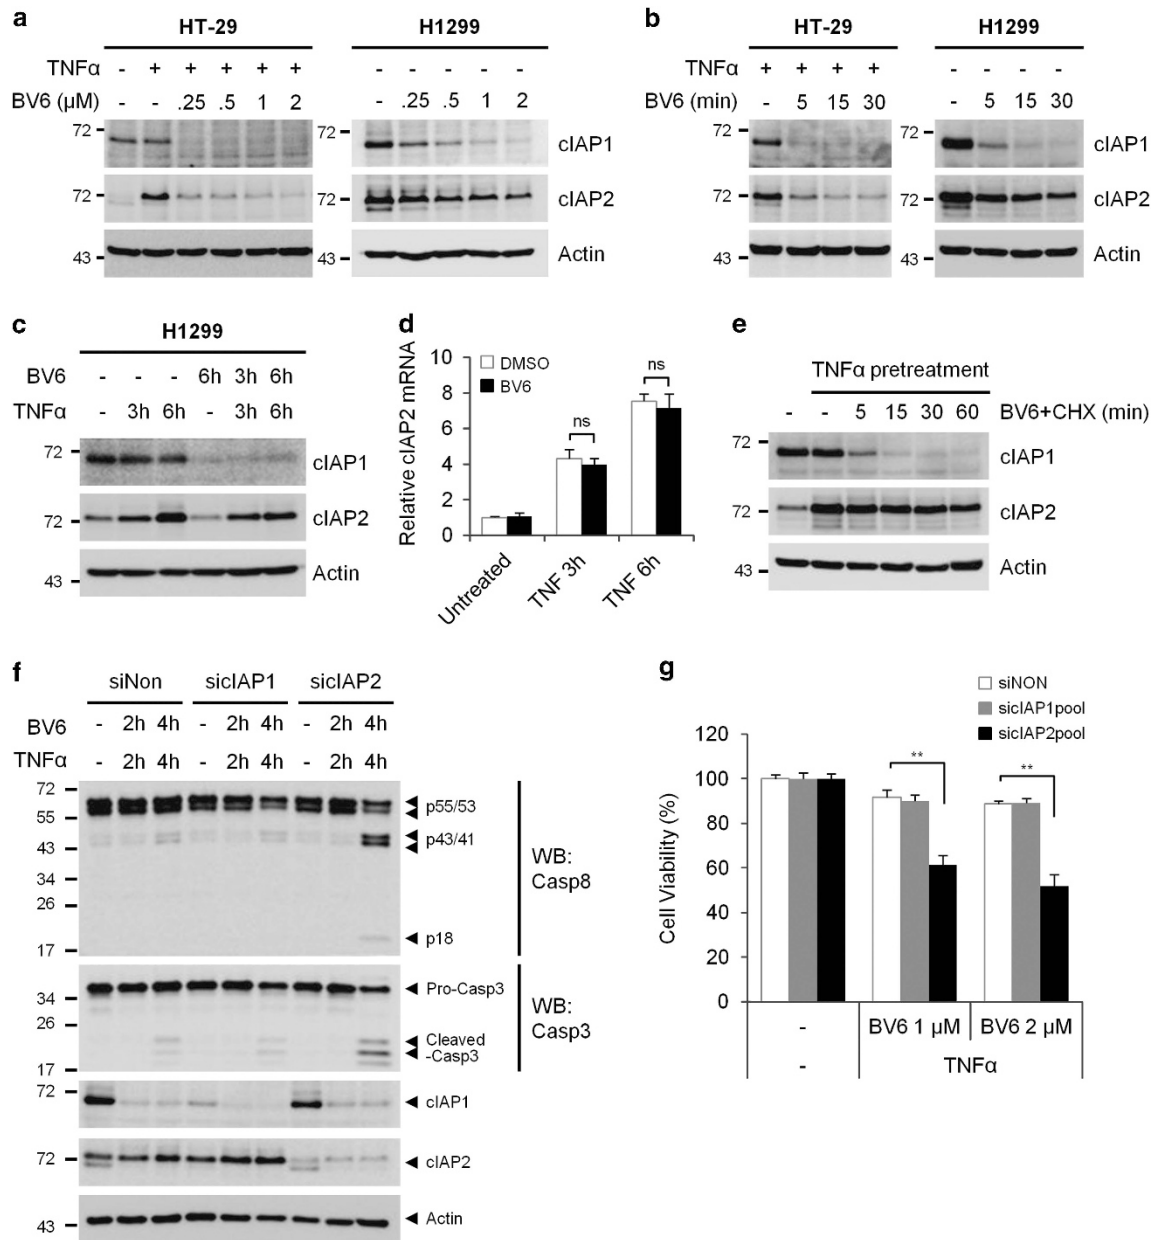 a
HT-29
H1299
TNFα - + + + + + - - - - -
BV6 (µM) - - .25 .5 1 2 - .25 .5 1 2
72
72
cIAP1
72
72
cIAP2
43
43
Actin
b
HT-29
H1299
TNFα + + + + - - - -
BV6 (min) - 5 15 30 - 5 15 30
72
72
cIAP1
72
72
cIAP2
43
43
Actin
c
H1299
BV6 - - - 6h 3h 6h
TNFα - 3h 6h - 3h 6h
72
cIAP1
72
cIAP2
43
Actin
d
Relative cIAP2 mRNA
10
8
6
4
2
0
DMSO
BV6
ns
ns
Untreated
TNF 3h
TNF 6h
e
TNFα pretreatment
- - 5 15 30 60 BV6+CHX (min)
72
cIAP1
72
cIAP2
43
Actin
f
siNon sicIAP1 sicIAP2
BV6 - 2h 4h - 2h 4h - 2h 4h
TNFα 2h 4h 2h 4h 2h 4h
72
55
43
34
26
17
p55/53
p43/41
p18
WB:
Casp8
34
26
17
Pro-Casp3
Cleaved
-Casp3
WB:
Casp3
72
cIAP1
72
cIAP2
43
Actin
g
siNON
sicIAP1pool
sicIAP2pool
Cell Viability (%)
120
100
80
60
40
20
0
**
**
- BV6 1 µM BV6 2 µM
- TNFα